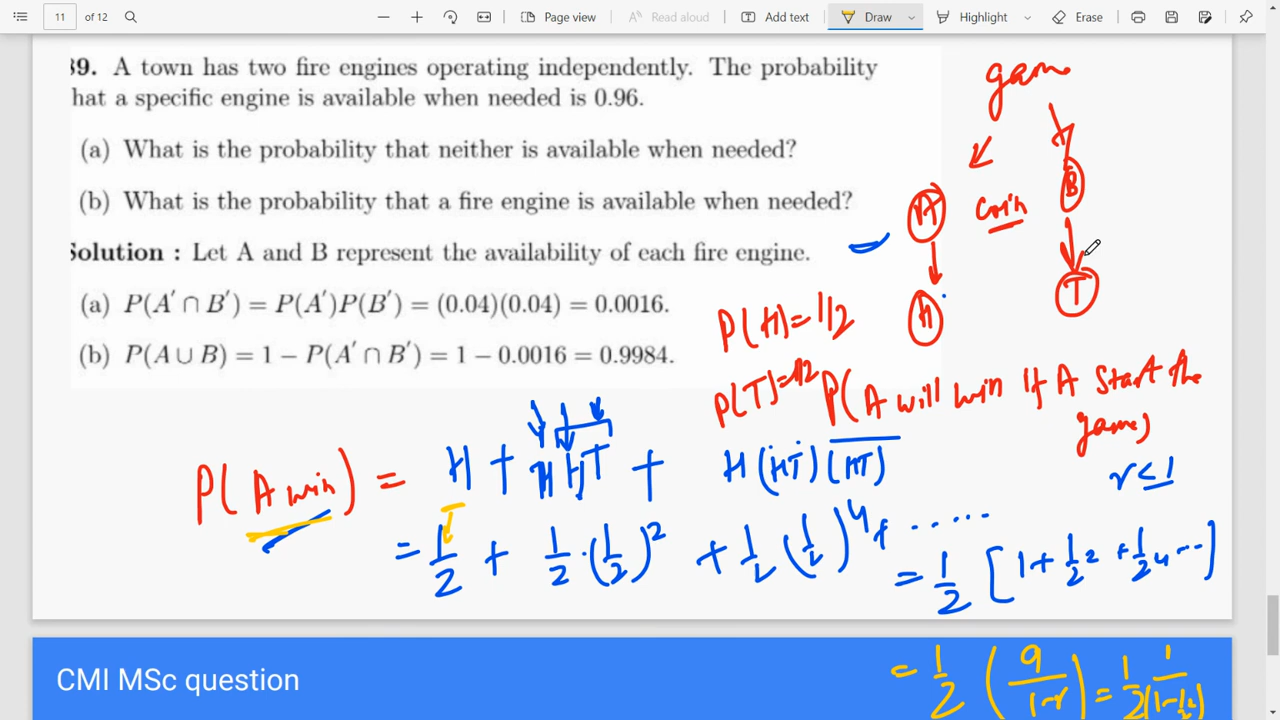 11 of 12
Page view
Read aloud
Add text
Draw
Highlight
Erase
39. A town has two fire engines operating independently. The probability
hat a specific engine is available when needed is 0.96.
(a) What is the probability that neither is available when needed?
(b) What is the probability that a fire engine is available when needed?
Solution : Let A and B represent the availability of each fire engine.
(a) P(A′ ∩ B′) = P(A′)P(B′) = (0.04)(0.04) = 0.0016.
(b) P(A ∪ B) = 1 − P(A′ ∩ B′) = 1 − 0.0016 = 0.9984.
game
A coin B
H T
P(H)=1/2
P(T)=1/2 P(A will win If A Start the
game)
r≤1
P(A win) = H + HHT + H(HT)(HT)
= 1/2 + 1/2·(1/2)^2 + 1/2(1/2)^4 + ......
= 1/2 [1+1/2^2+1/2^4...]
CMI MSc question
= 1/2 (a/1-r) = 1/2 (1/1-1/2^2)